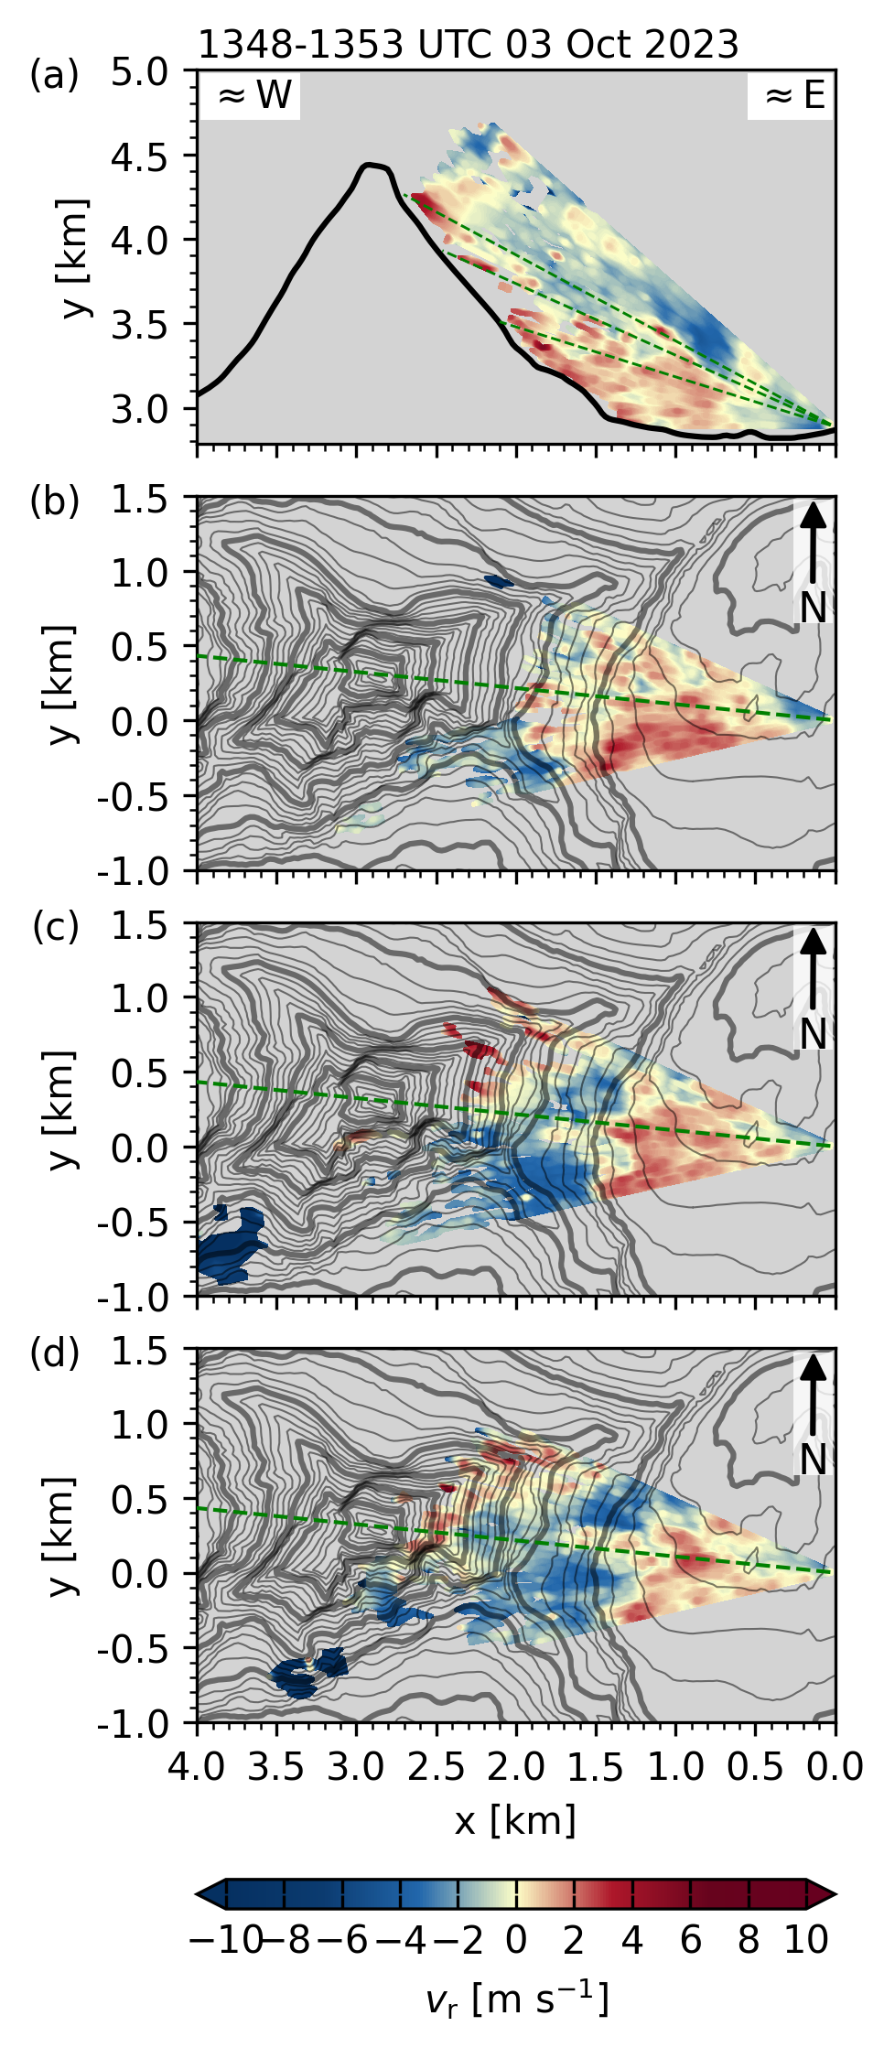 1348-1353 UTC 03 Oct 2023
(a)
≈W ≈E
5.0
4.5
4.0
3.5
3.0
y [km]
(b)
N
1.5
1.0
0.5
0.0
-0.5
-1.0
y [km]
(c)
N
1.5
1.0
0.5
0.0
-0.5
-1.0
y [km]
(d)
N
1.5
1.0
0.5
0.0
-0.5
-1.0
y [km]
4.0 3.5 3.0 2.5 2.0 1.5 1.0 0.5 0.0
x [km]
−10 −8 −6 −4 −2 0 2 4 6 8 10
vr [m s−1]